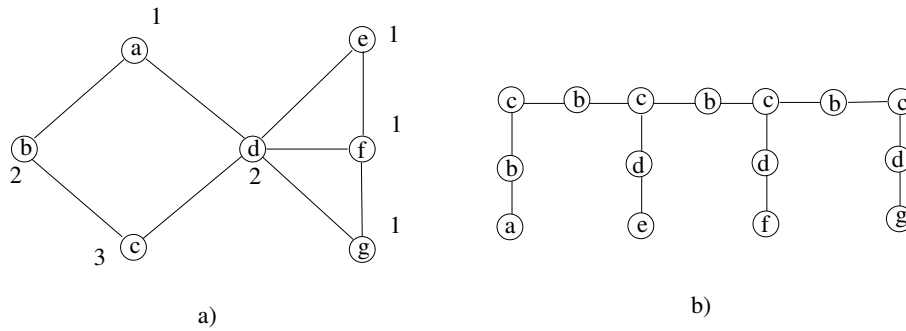 1
a
e 1
c b c b c b c
1
b d f
2 2
b d d d
1
a e f g
3 c g
a)
b)